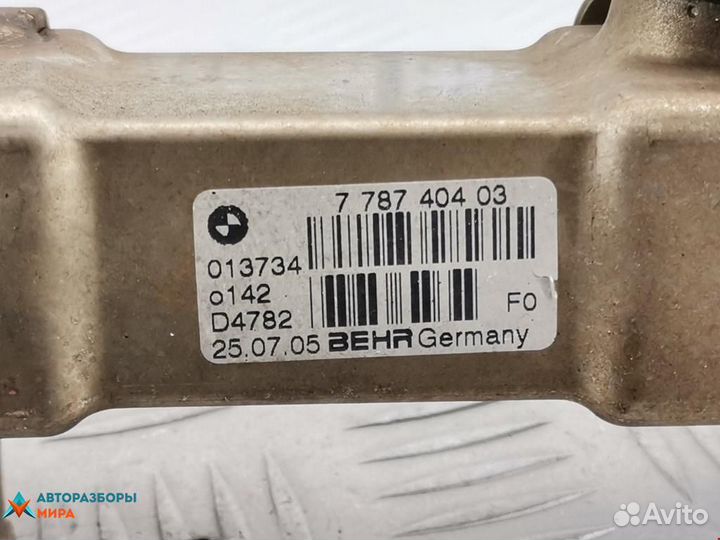 7 787 404 03
013734
o142
D4782
F0
25.07.05 BEHR Germany
АВТОРАЗБОРЫ
МИРА
Avito